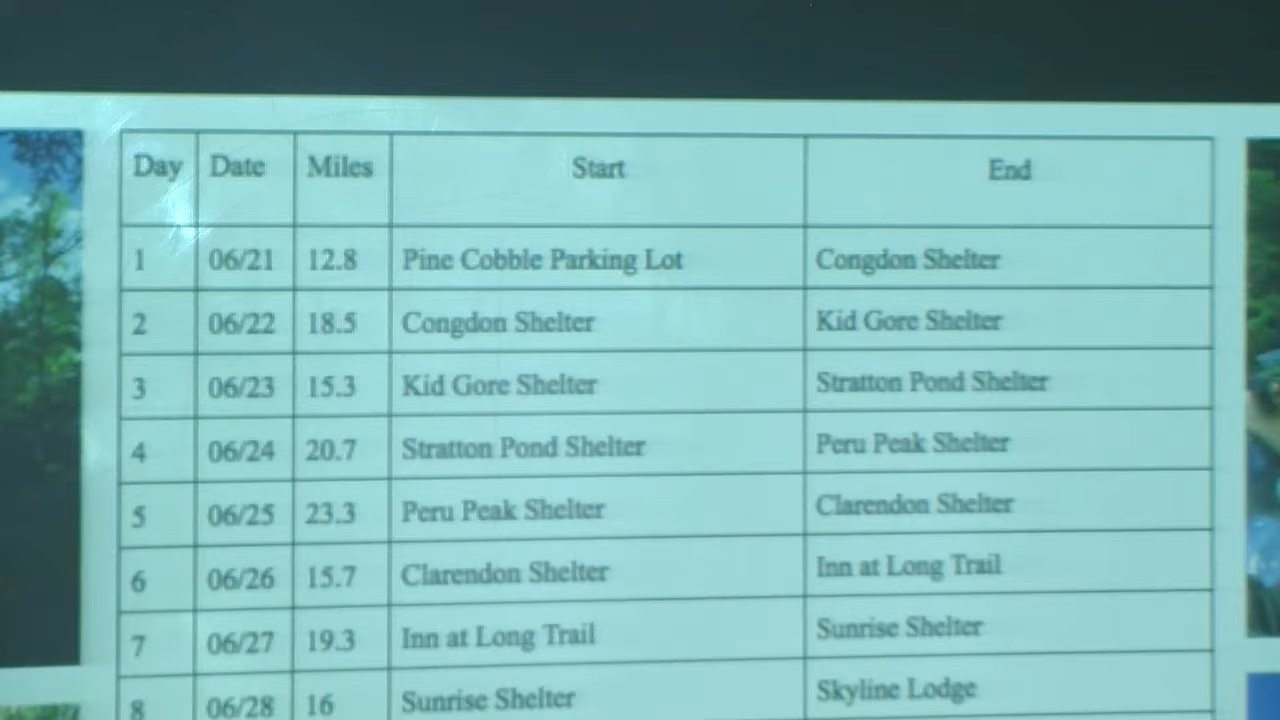 Day Date Miles Start End
1 06/21 12.8 Pine Cobble Parking Lot Congdon Shelter
2 06/22 18.5 Congdon Shelter Kid Gore Shelter
3 06/23 15.3 Kid Gore Shelter Stratton Pond Shelter
4 06/24 20.7 Stratton Pond Shelter Peru Peak Shelter
5 06/25 23.3 Peru Peak Shelter Clarendon Shelter
6 06/26 15.7 Clarendon Shelter Inn at Long Trail
7 06/27 19.3 Inn at Long Trail Sunrise Shelter
8 06/28 16 Sunrise Shelter Skyline Lodge